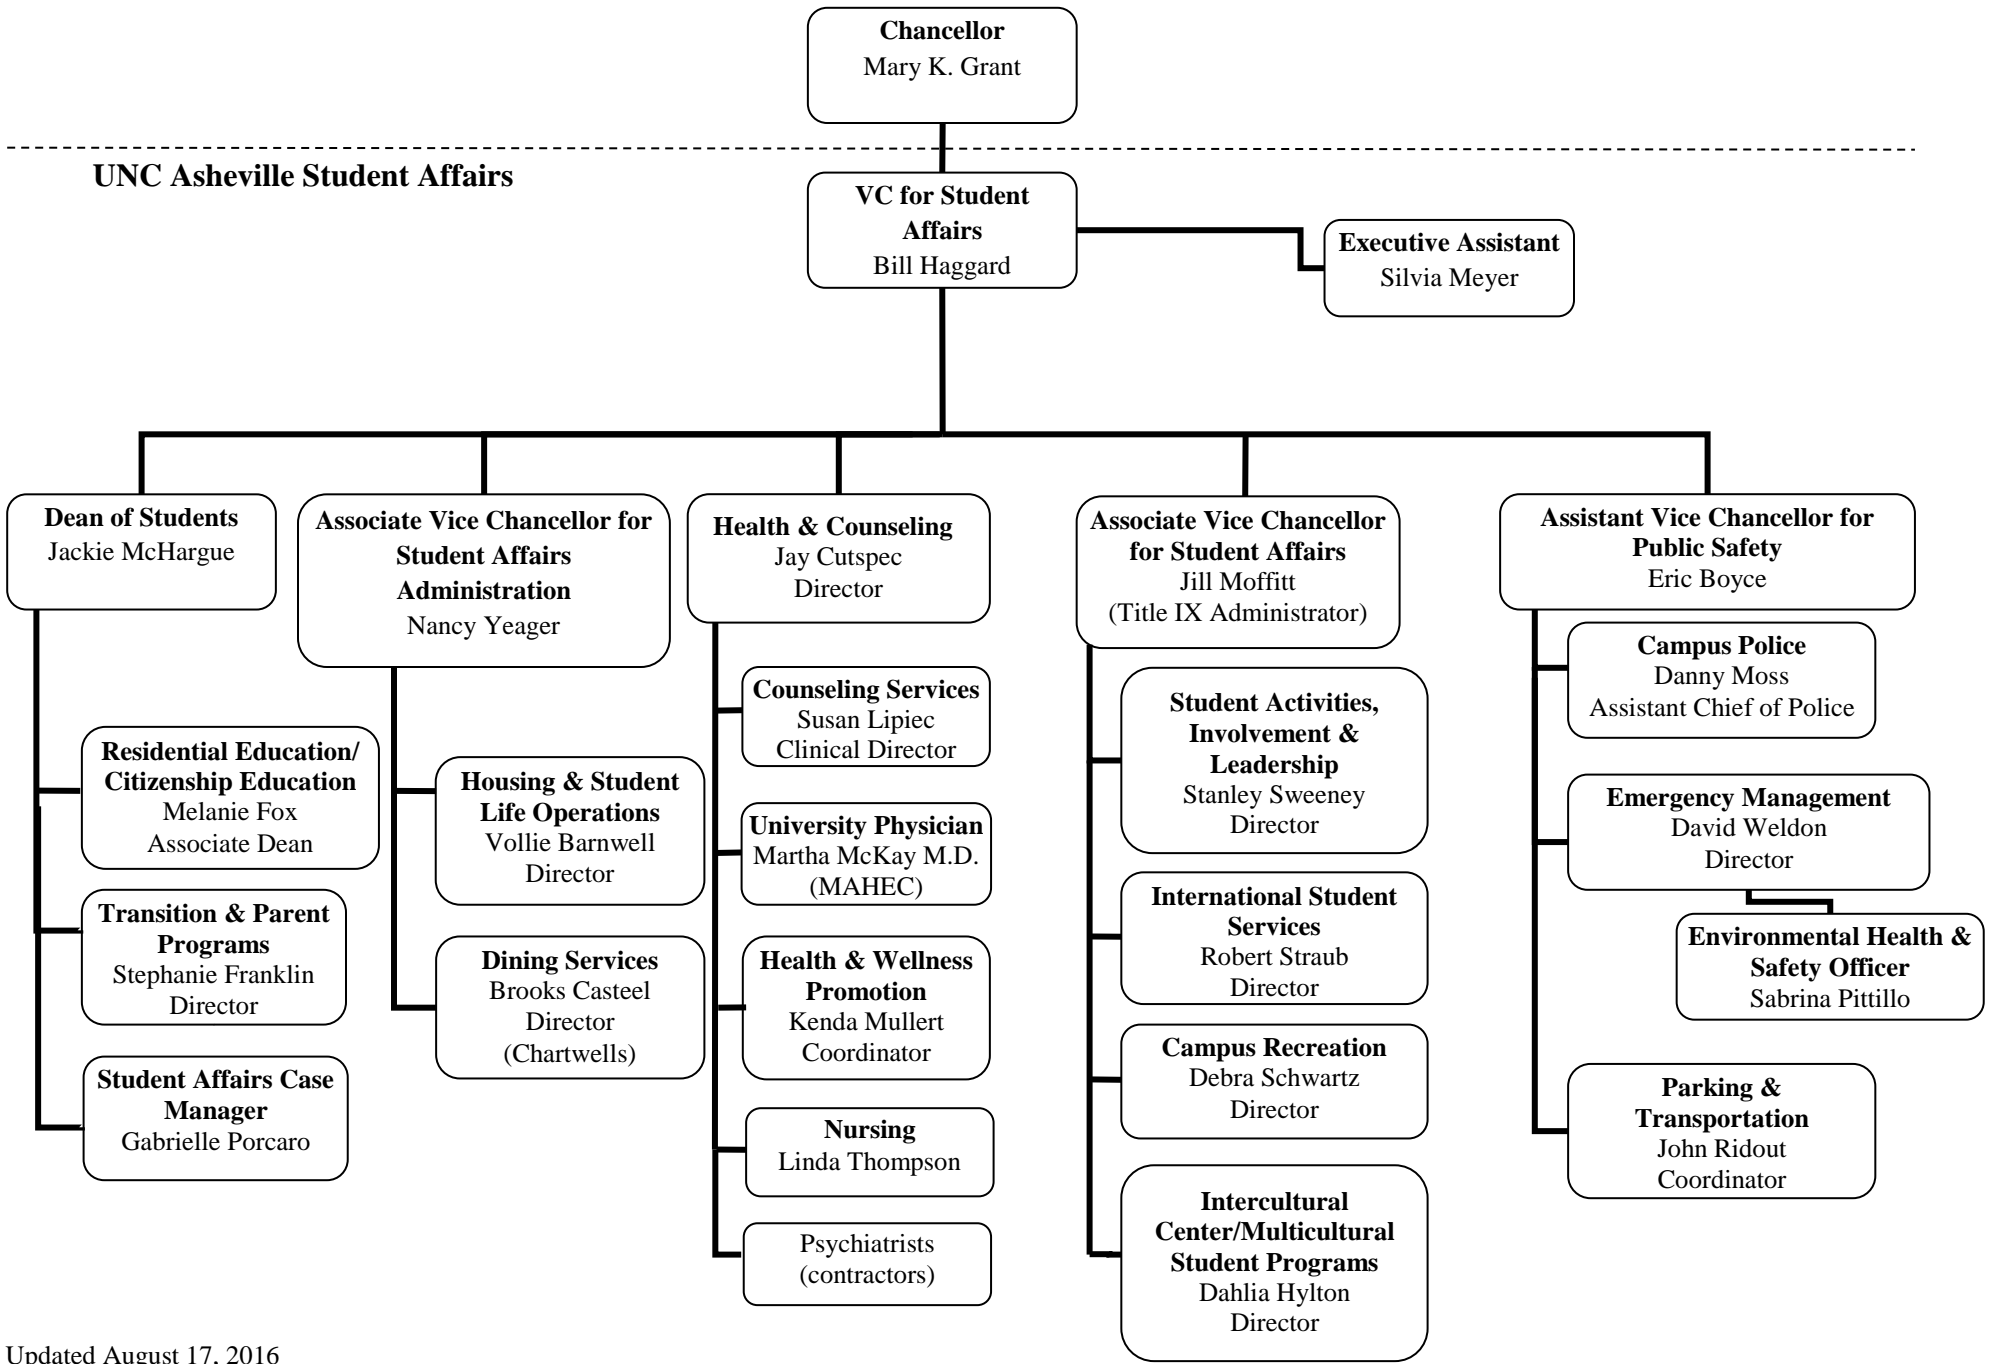 Chancellor
Mary K. Grant
UNC Asheville Student Affairs
VC for Student
Affairs
Bill Haggard
Executive Assistant
Silvia Meyer
Dean of Students
Jackie McHargue
Residential Education/
Citizenship Education
Melanie Fox
Associate Dean
Transition & Parent
Programs
Stephanie Franklin
Director
Student Affairs Case
Manager
Gabrielle Porcaro
Associate Vice Chancellor for
Student Affairs
Administration
Nancy Yeager
Housing & Student
Life Operations
Vollie Barnwell
Director
Dining Services
Brooks Casteel
Director
(Chartwells)
Health & Counseling
Jay Cutspec
Director
Counseling Services
Susan Lipiec
Clinical Director
University Physician
Martha McKay M.D.
(MAHEC)
Health & Wellness
Promotion
Kenda Mullert
Coordinator
Nursing
Linda Thompson
Psychiatrists
(contractors)
Associate Vice Chancellor
for Student Affairs
Jill Moffitt
(Title IX Administrator)
Student Activities,
Involvement &
Leadership
Stanley Sweeney
Director
International Student
Services
Robert Straub
Director
Campus Recreation
Debra Schwartz
Director
Intercultural
Center/Multicultural
Student Programs
Dahlia Hylton
Director
Assistant Vice Chancellor for
Public Safety
Eric Boyce
Campus Police
Danny Moss
Assistant Chief of Police
Emergency Management
David Weldon
Director
Environmental Health &
Safety Officer
Sabrina Pittillo
Parking &
Transportation
John Ridout
Coordinator
Updated August 17, 2016